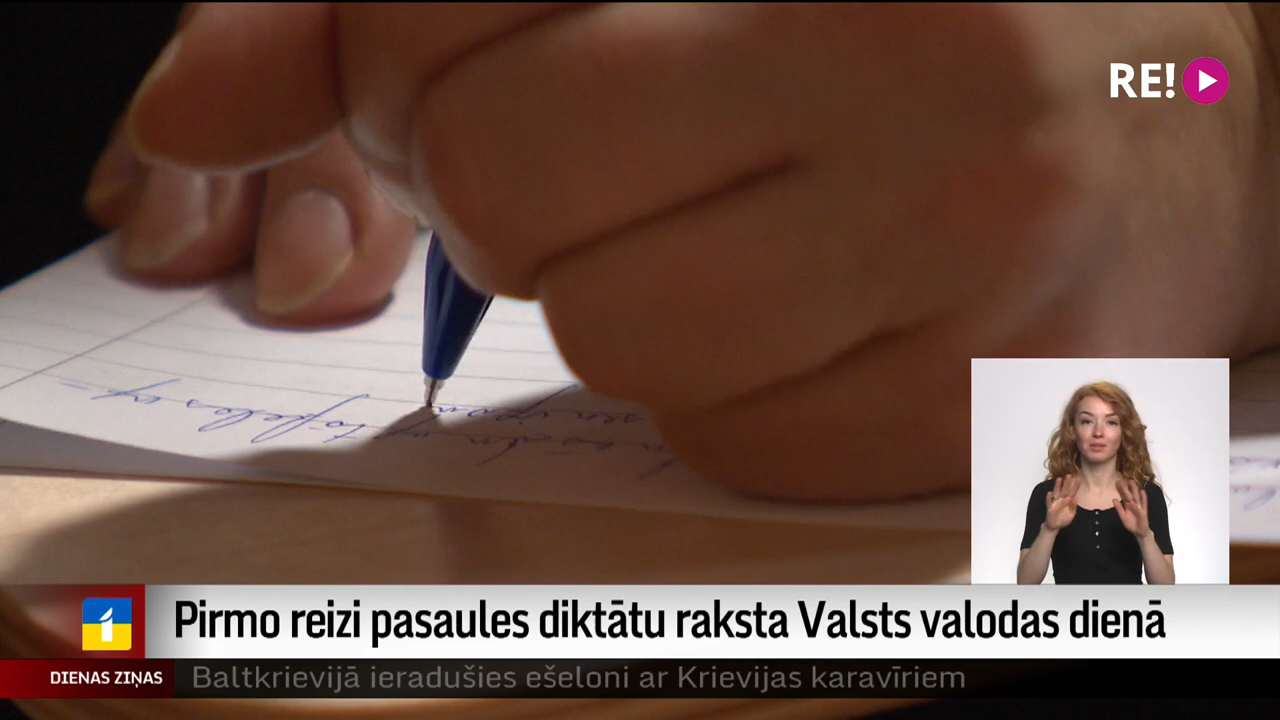 RE!
Pirmo reizi pasaules diktātu raksta Valsts valodas dienā
1
DIENAS ZIŅAS
Baltkrievijā ieradušies ešeloni ar Krievijas karavīriem